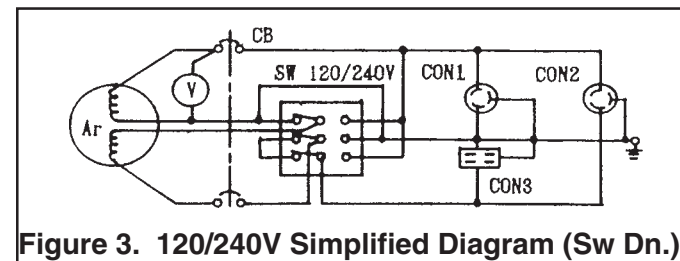 CB
SW 120/240V
CON1
CON2
V
Ar
CON3
Figure 3. 120/240V Simplified Diagram (Sw Dn.)